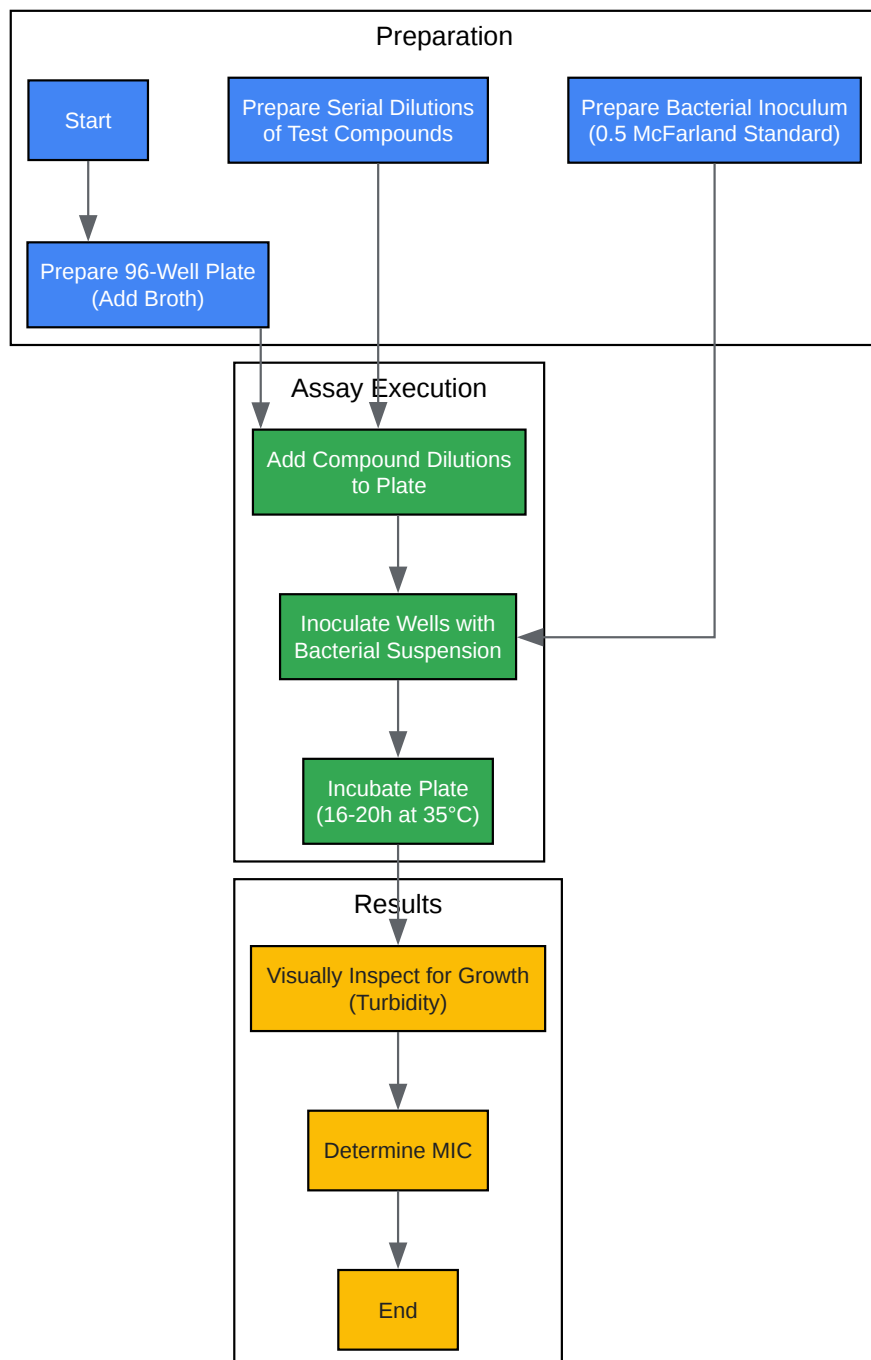 Preparation
Start
Prepare Serial Dilutions
of Test Compounds
Prepare Bacterial Inoculum
(0.5 McFarland Standard)
Prepare 96-Well Plate
(Add Broth)
Assay Execution
Add Compound Dilutions
to Plate
Inoculate Wells with
Bacterial Suspension
Incubate Plate
(16-20h at 35°C)
Results
Visually Inspect for Growth
(Turbidity)
Determine MIC
End